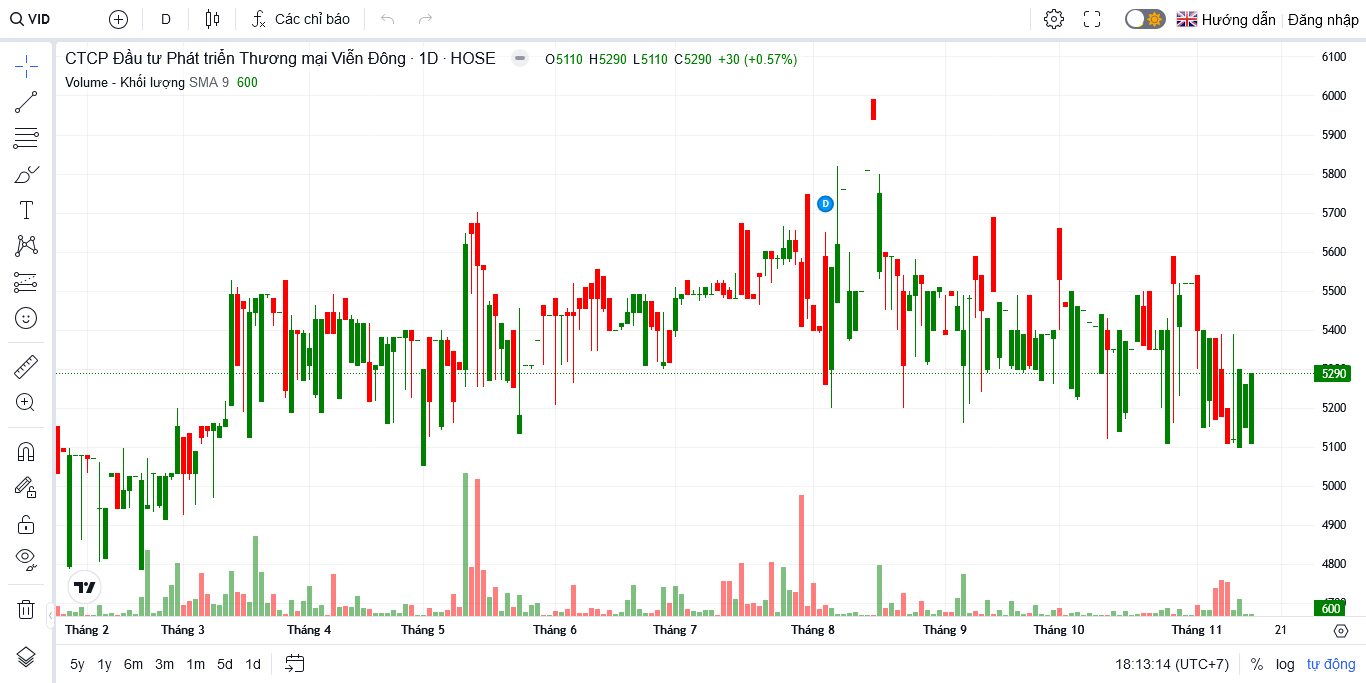 VID D Các chỉ báo Hướng dẫn Đăng nhập
CTCP Đầu tư Phát triển Thương mại Viễn Đông · 1D · HOSE O5110 H5290 L5110 C5290 +30 (+0.57%)
Volume - Khối lượng SMA 9 600
6100
6000
5900
D
5800
5700
5600
5500
5400
5290
5200
5100
5000
4900
4800
600
Tháng 2 Tháng 3 Tháng 4 Tháng 5 Tháng 6 Tháng 7 Tháng 8 Tháng 9 Tháng 10 Tháng 11 21
5y 1y 6m 3m 1m 5d 1d 18:13:14 (UTC+7) % log tự động